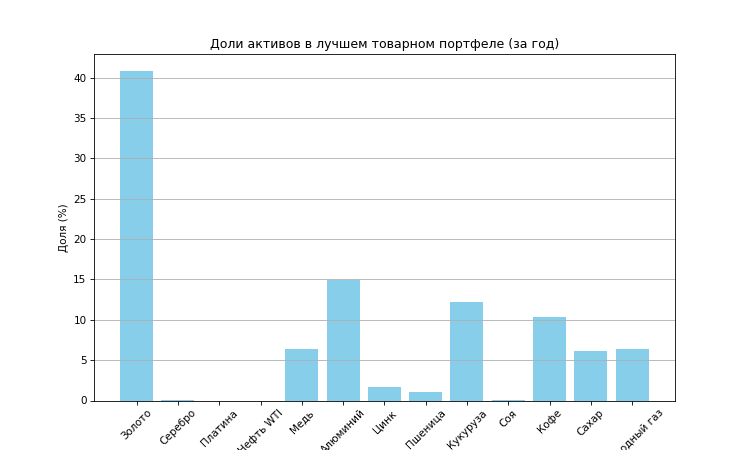 Доли активов в лучшем товарном портфеле (за год)
Доля (%)
40
35
30
25
20
15
10
5
0
Золото
Серебро
Платина
Нефть WTI
Медь
Алюминий
Цинк
Пшеница
Кукуруза
Соя
Кофе
Сахар
газ